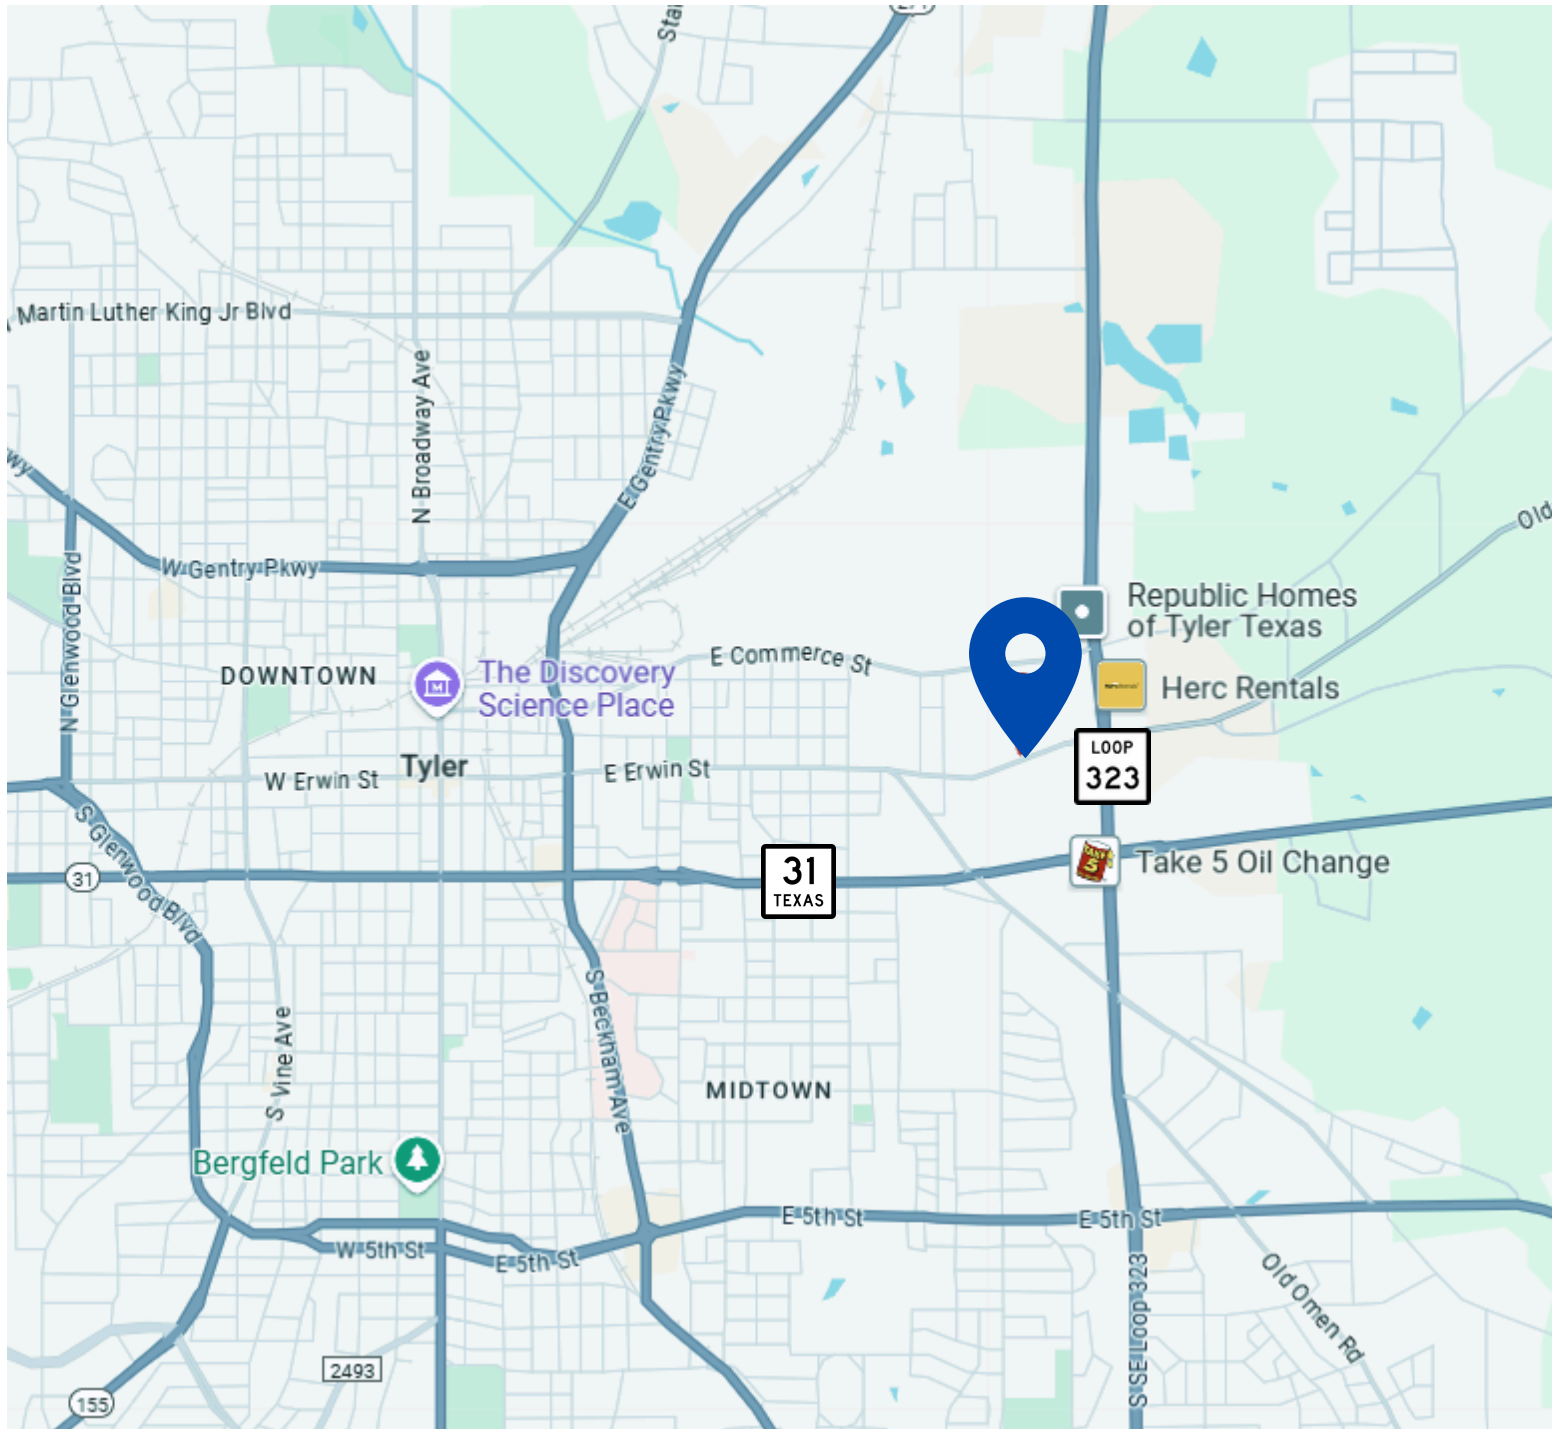 Martin Luther King Jr Blvd
N Broadway Ave
E Gentry Pkwy
W Gentry Pkwy
N Glenwood Blvd
Old
Republic Homes
of Tyler Texas
E Commerce St
DOWNTOWN
The Discovery
Science Place
Herc Rentals
LOOP
323
Tyler
W Erwin St
E Erwin St
S Glenwood Blvd
31
31
TEXAS
TAKE
5
Take 5 Oil Change
S Beckham Ave
S Vine Ave
MIDTOWN
Bergfeld Park
E 5th St
E 5th St
W 5th St
E 5th St
S SE Loop 323
Old Omen Rd
2493
155